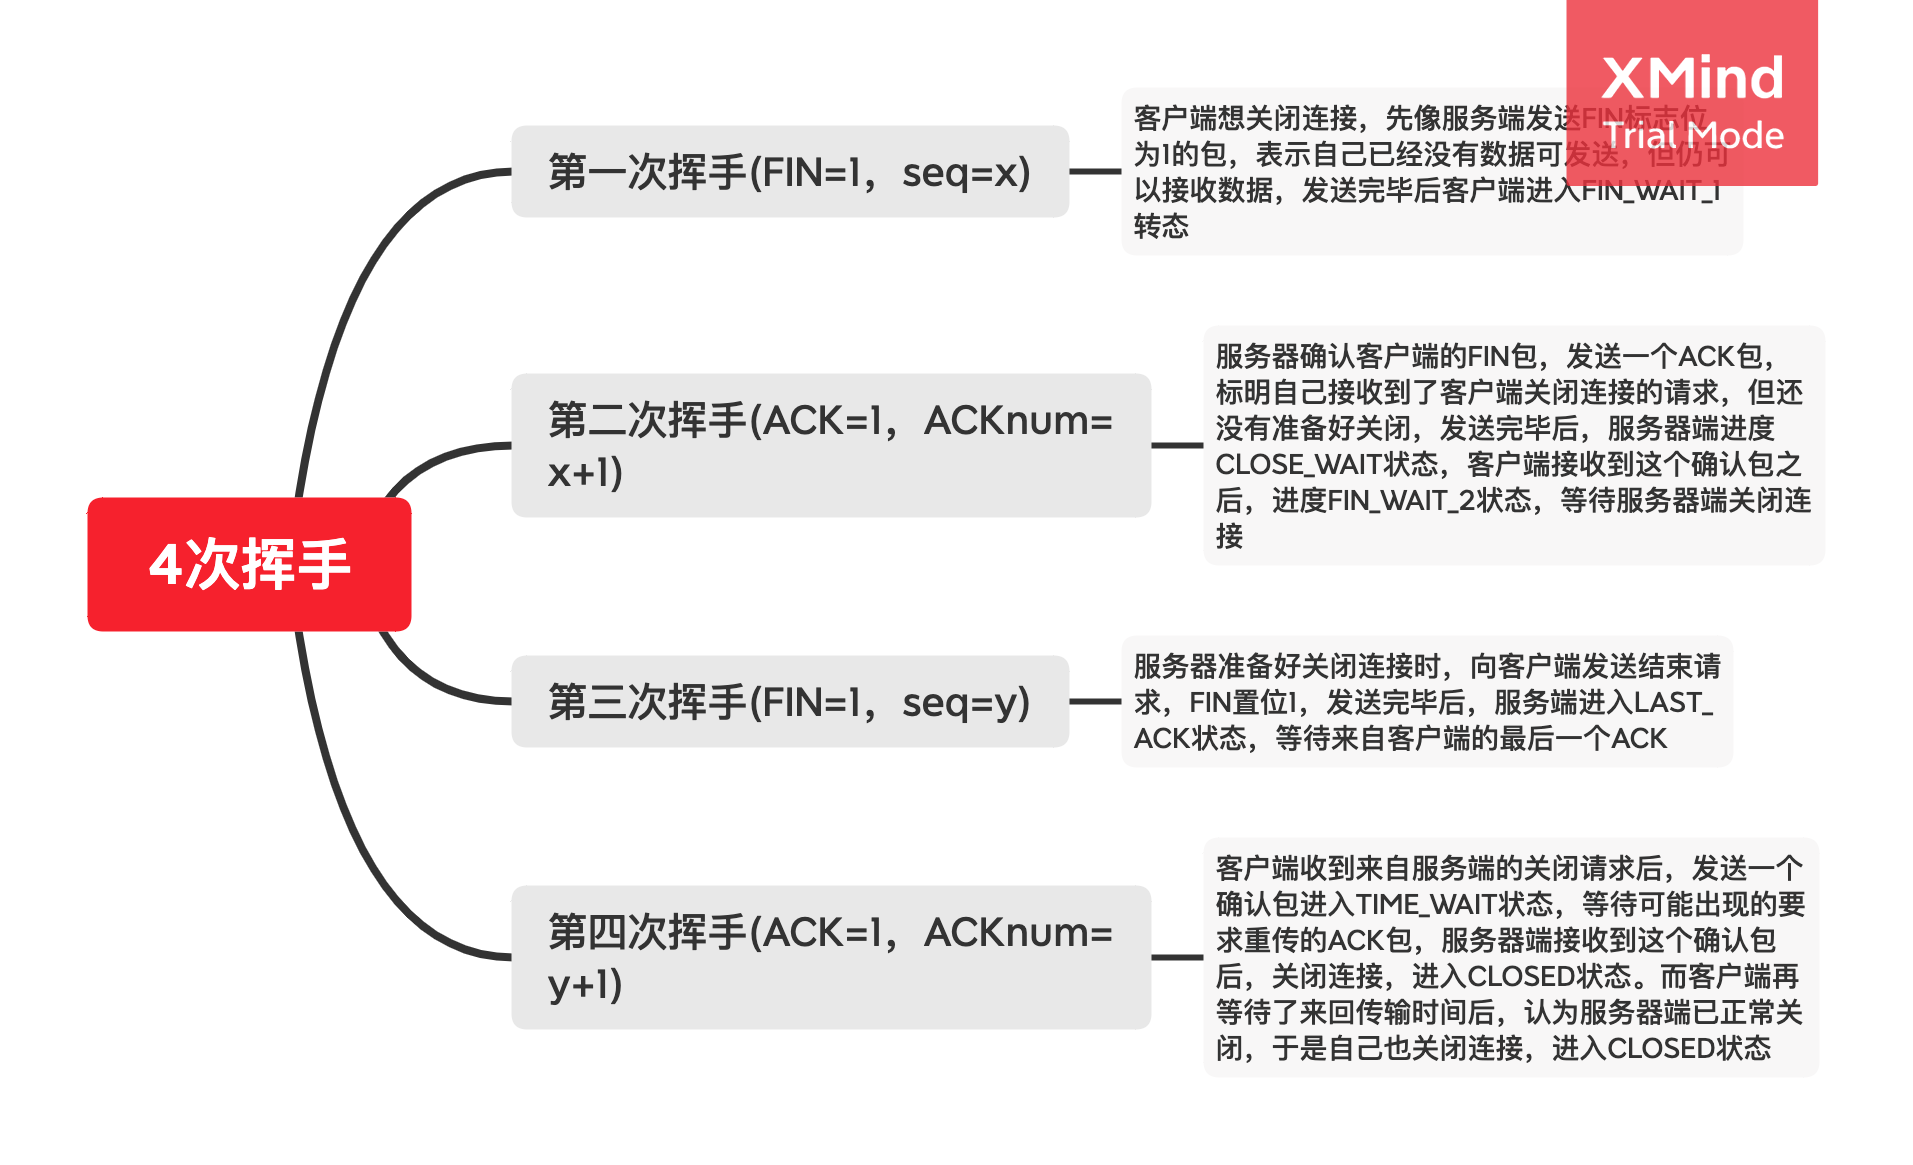 XMind
Trial Mode
客户端想关闭连接，先像服务端发送FIN标志位
为1的包，表示自己已经没有数据可发送，但仍可
以接收数据，发送完毕后客户端进入FIN_WAIT_1
转态
第一次挥手(FIN=1，seq=x)
服务器确认客户端的FIN包，发送一个ACK包，
标明自己接收到了客户端关闭连接的请求，但还
没有准备好关闭，发送完毕后，服务器端进度
CLOSE_WAIT状态，客户端接收到这个确认包之
后，进度FIN_WAIT_2状态，等待服务器端关闭连
接
第二次挥手(ACK=1，ACKnum=
x+1)
4次挥手
服务器准备好关闭连接时，向客户端发送结束请
求，FIN置位1，发送完毕后，服务端进入LAST_
ACK状态，等待来自客户端的最后一个ACK
第三次挥手(FIN=1，seq=y)
客户端收到来自服务端的关闭请求后，发送一个
确认包进入TIME_WAIT状态，等待可能出现的要
求重传的ACK包，服务器端接收到这个确认包
后，关闭连接，进入CLOSED状态。而客户端再
等待了来回传输时间后，认为服务器端已正常关
闭，于是自己也关闭连接，进入CLOSED状态
第四次挥手(ACK=1，ACKnum=
y+1)